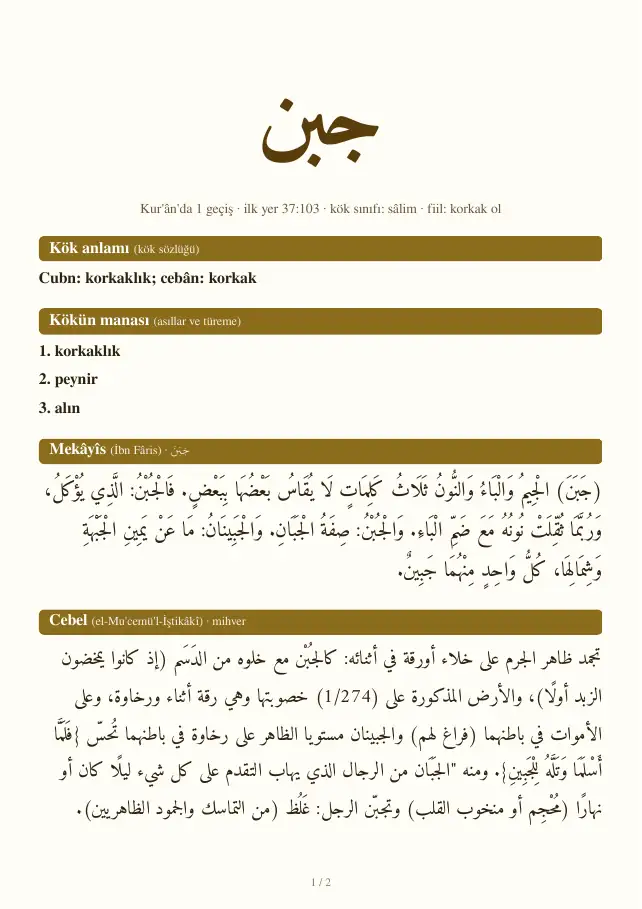 جبن
Kur'ân'da 1 geçiş · ilk yer 37:103 · kök sınıfı: sâlim · fiil: korkak ol
Kök anlamı (kök sözlüğü)
Cubn: korkaklık; cebân: korkak
Kökün manası (asıllar ve türeme)
1. korkaklık
2. peynir
3. alın
Mekâyîs (İbn Fâris) · جَبَنَ
(جَبَنَ) الْجِيمُ وَالْبَاءُ وَالنُّونُ ثَلَاثُ كَلِمَاتٍ لَا يُقَاسُ بَعْضُهَا بِبَعْضٍ. فَالْجُبْنُ: الَّذِي يُؤْكَلُ،
وَرُبَّمَا ثُقِّلَتْ نُونُهُ مَعَ ضَمِّ الْبَاءِ. وَالْجُبْنُ: صِفَةُ الْجَبَانِ. وَالْجَبِينَانُ: مَا عَنْ يَمِينِ الْجَبْهَةِ
وَشِمَالِهَا، كُلُّ وَاحِدٍ مِنْهُمَا جَبِينٌ.
Cebel (el-Mu'cemü'l-İştikâkî) · mihver
تجمد ظاهر الجرم على خلاء أورقة في أثنائه: كالجُبْن مع خلوه من الدَسَم (إذ كانوا يمخضون
الزبد أولًا)، والأرض المذكورة على (1/274) خصوبتها وهي رقة أثناء ورخاوة، وعلى
الأموات في باطنهما (فراغ لهم) والجبينان مستويا الظاهر على رخاوة في باطنهما تُحسّ {فَلَمَّا
أَسْلَمَا وَتَلَّهُ لِلْجَبِينِ}. ومنه "الجَبَان من الرجال الذي يهاب التقدم على كل شيء ليلًا كان أو
نهارًا (مُحْجِم أو منخوب القلب) وتجبّن الرجل: غَلُظ (من التماسك والجمود الظاهريين).
1 / 2